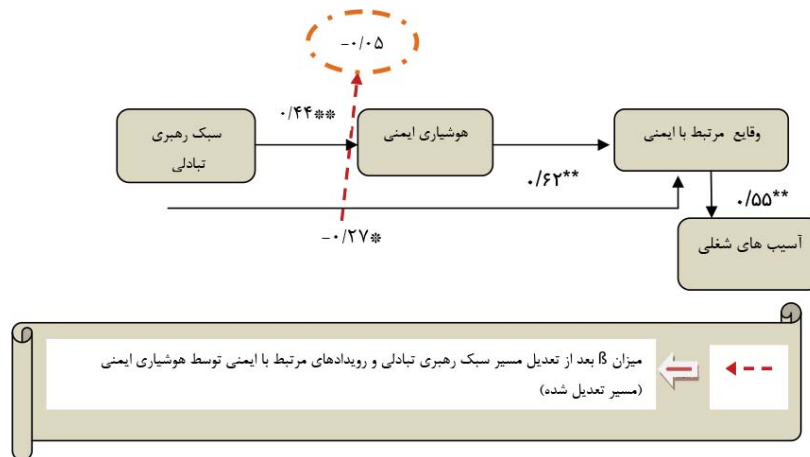 -۰/۰۵
۰/۴۴**
سبک رهبری
تبادلی
هوشیاری ایمنی
وقایع مرتبط با ایمنی
۰/۶۲**
۰/۵۵**
-۰/۲۷*
آسیب های شغلی
میزان ß بعد از تعدیل مسیر سبک رهبری تبادلی و رویدادهای مرتبط با ایمنی توسط هوشیاری ایمنی
(مسیر تعدیل شده)